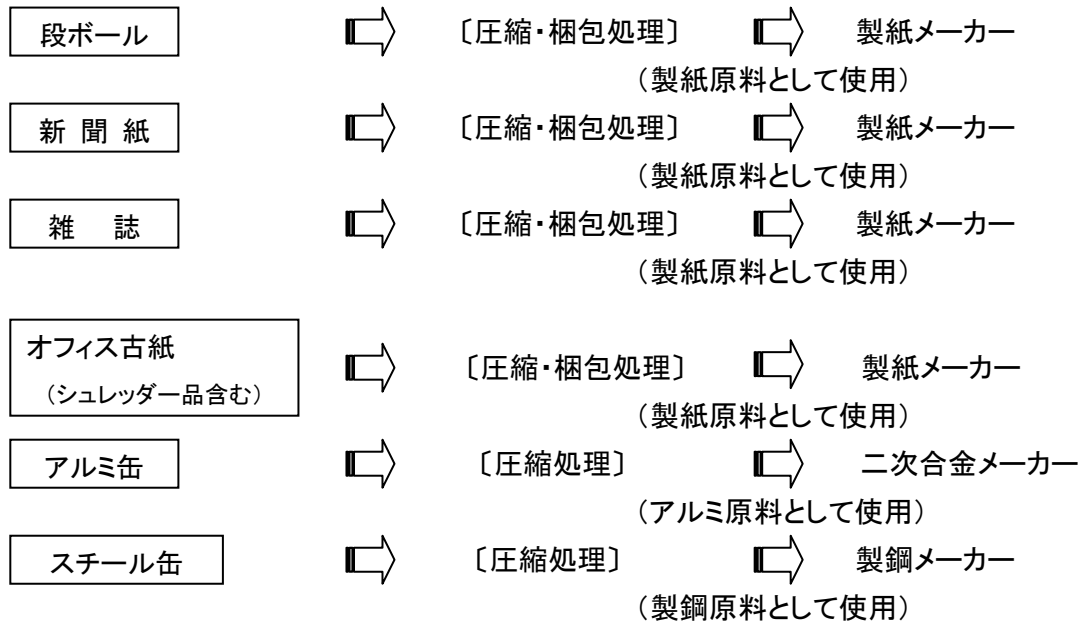 段ボール 〔圧縮・梱包処理〕 製紙メーカー
（製紙原料として使用）
新 聞 紙 〔圧縮・梱包処理〕 製紙メーカー
（製紙原料として使用）
雑 誌 〔圧縮・梱包処理〕 製紙メーカー
（製紙原料として使用）
オフィス古紙
（シュレッダー品含む） 〔圧縮・梱包処理〕 製紙メーカー
（製紙原料として使用）
アルミ缶 〔圧縮処理〕 二次合金メーカー
（アルミ原料として使用）
スチール缶 〔圧縮処理〕 製鋼メーカー
（製鋼原料として使用）